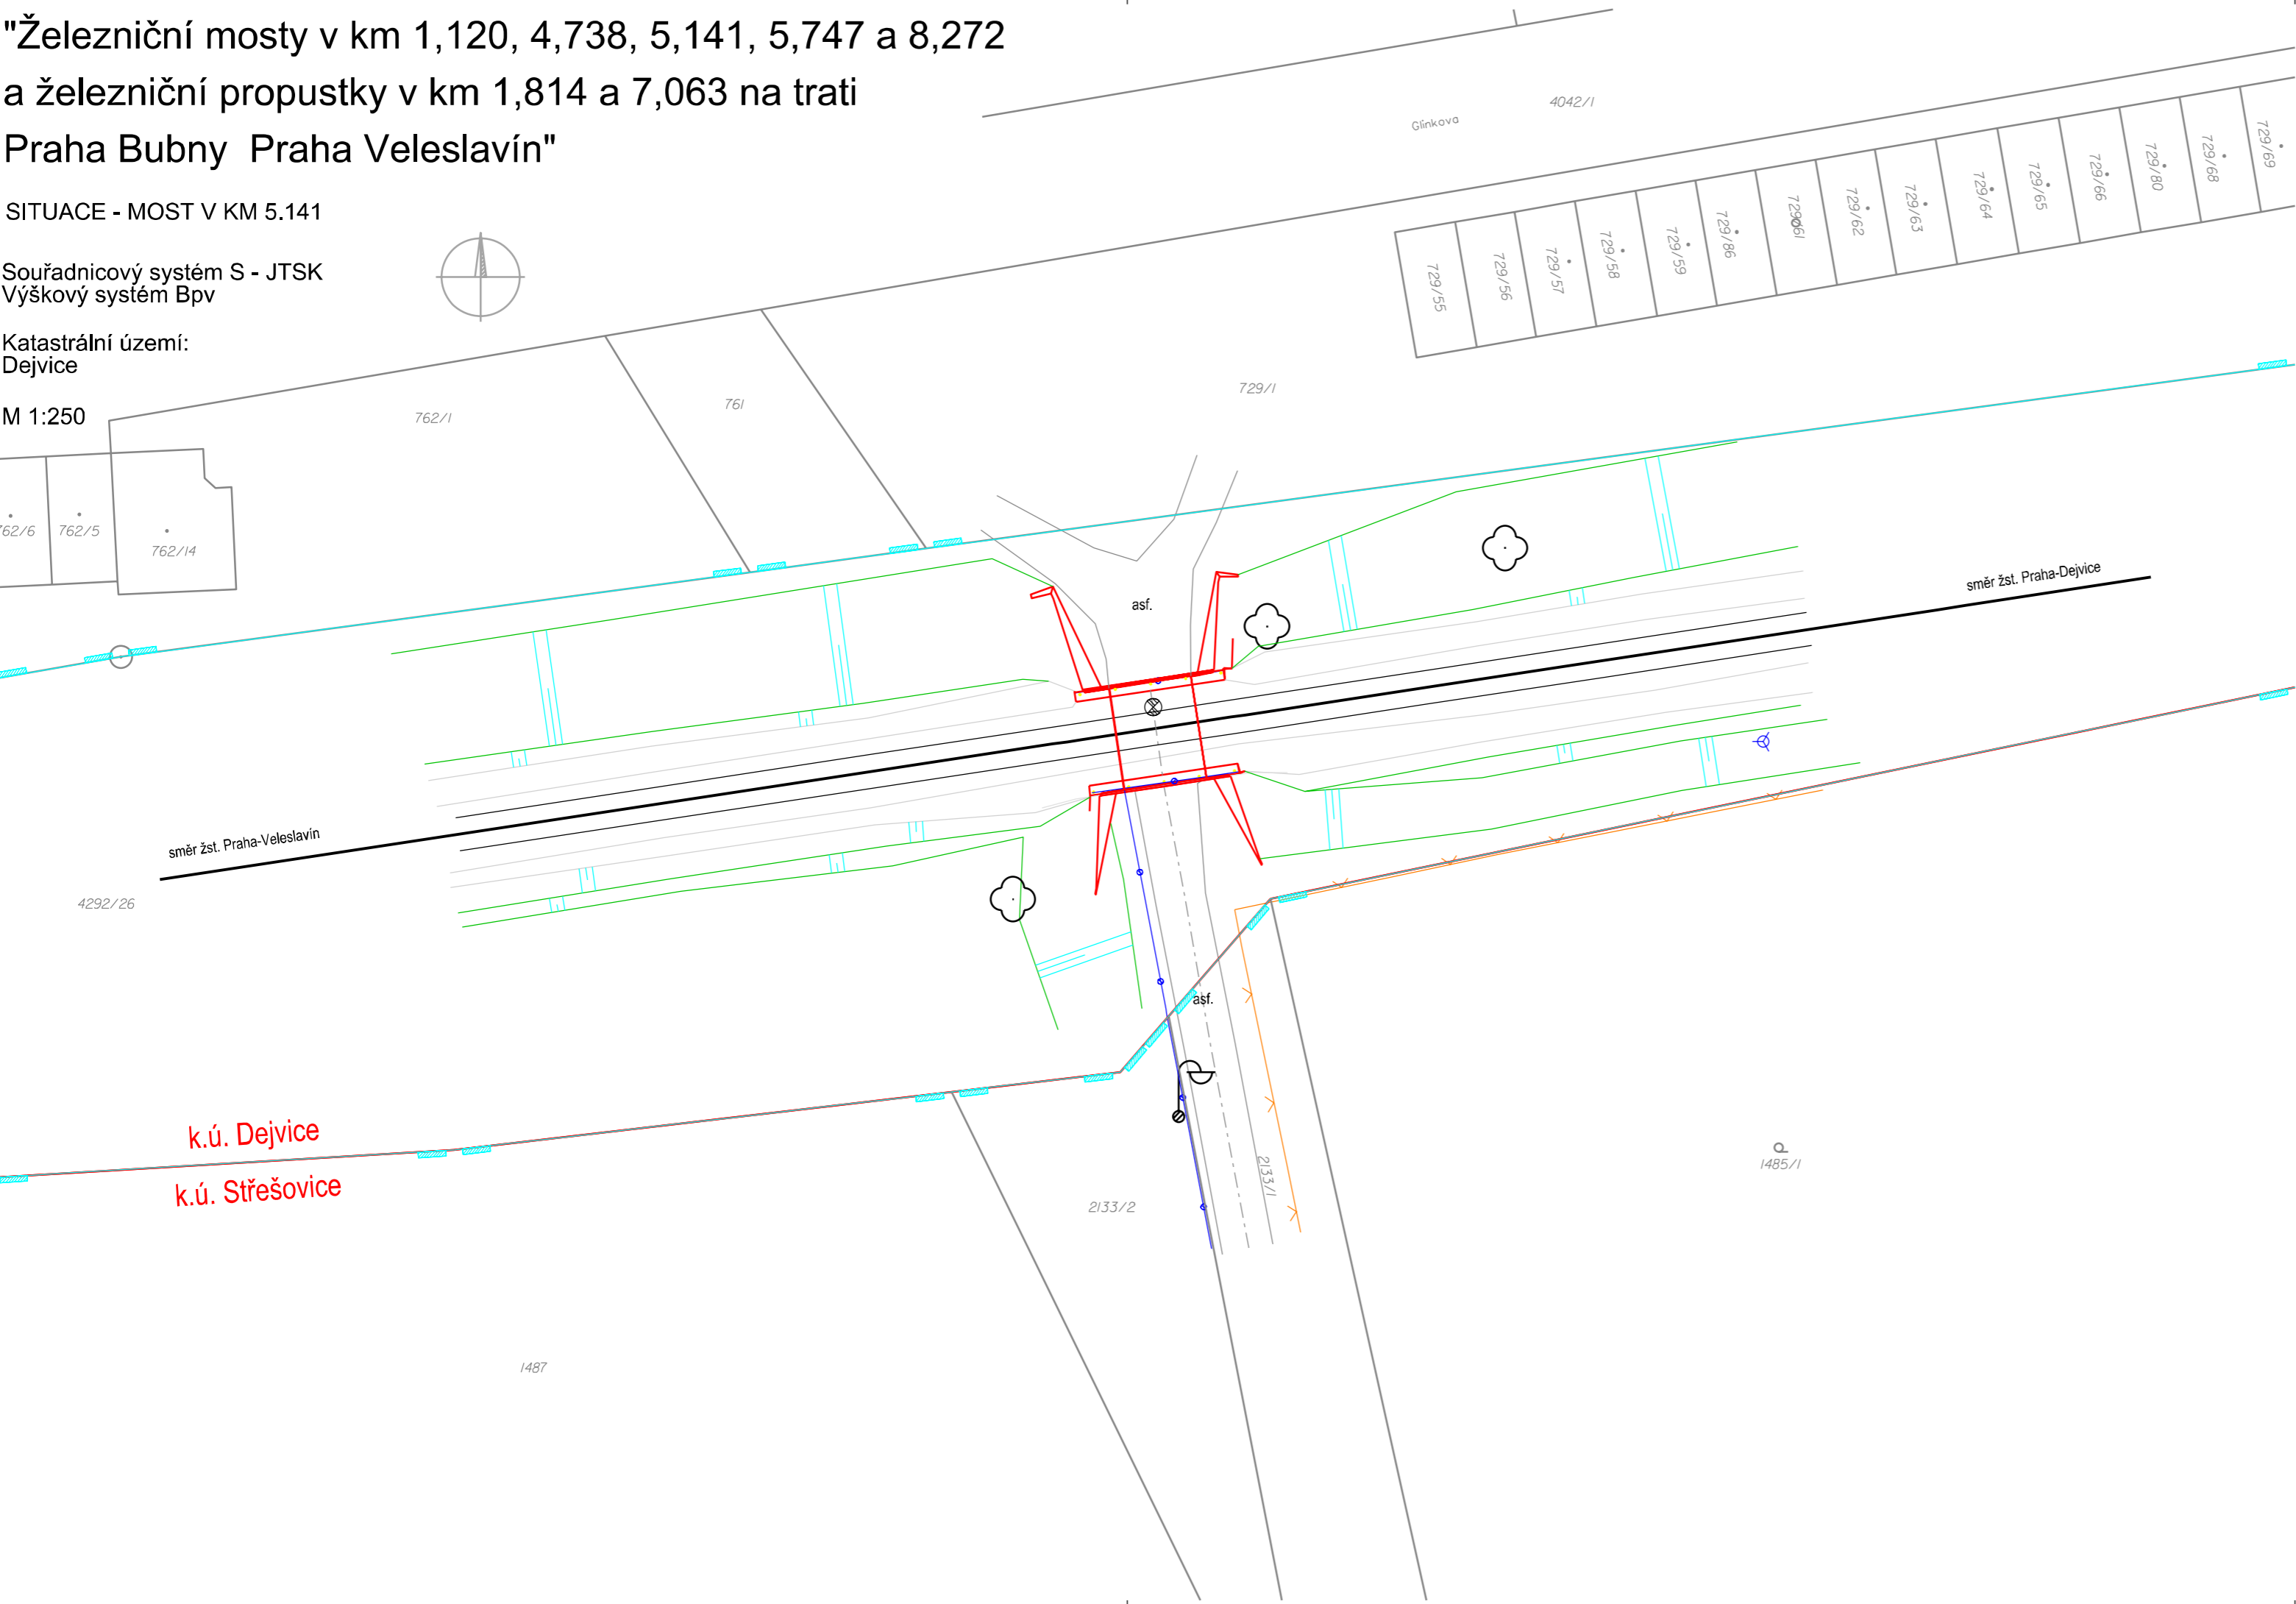 "Železniční mosty v km 1,120, 4,738, 5,141, 5,747 a 8,272
a železniční propustky v km 1,814 a 7,063 na trati
Praha Bubny  Praha Veleslavín"
SITUACE - MOST V KM 5.141
Souřadnicový systém S - JTSK
Výškový systém Bpv
Katastrální území:
Dejvice
M 1:250
4042/1
Glinkova
729/55
729/56
729/57
729/58
729/59
729/86
729/61
729/62
729/63
729/64
729/65
729/66
729/80
729/68
729/69
729/1
761
762/1
762/6
762/5
762/14
asf.
směr žst. Praha-Dejvice
směr žst. Praha-Veleslavín
4292/26
asf.
k.ú. Dejvice
k.ú. Střešovice
2133/1
2133/2
1485/1
1487